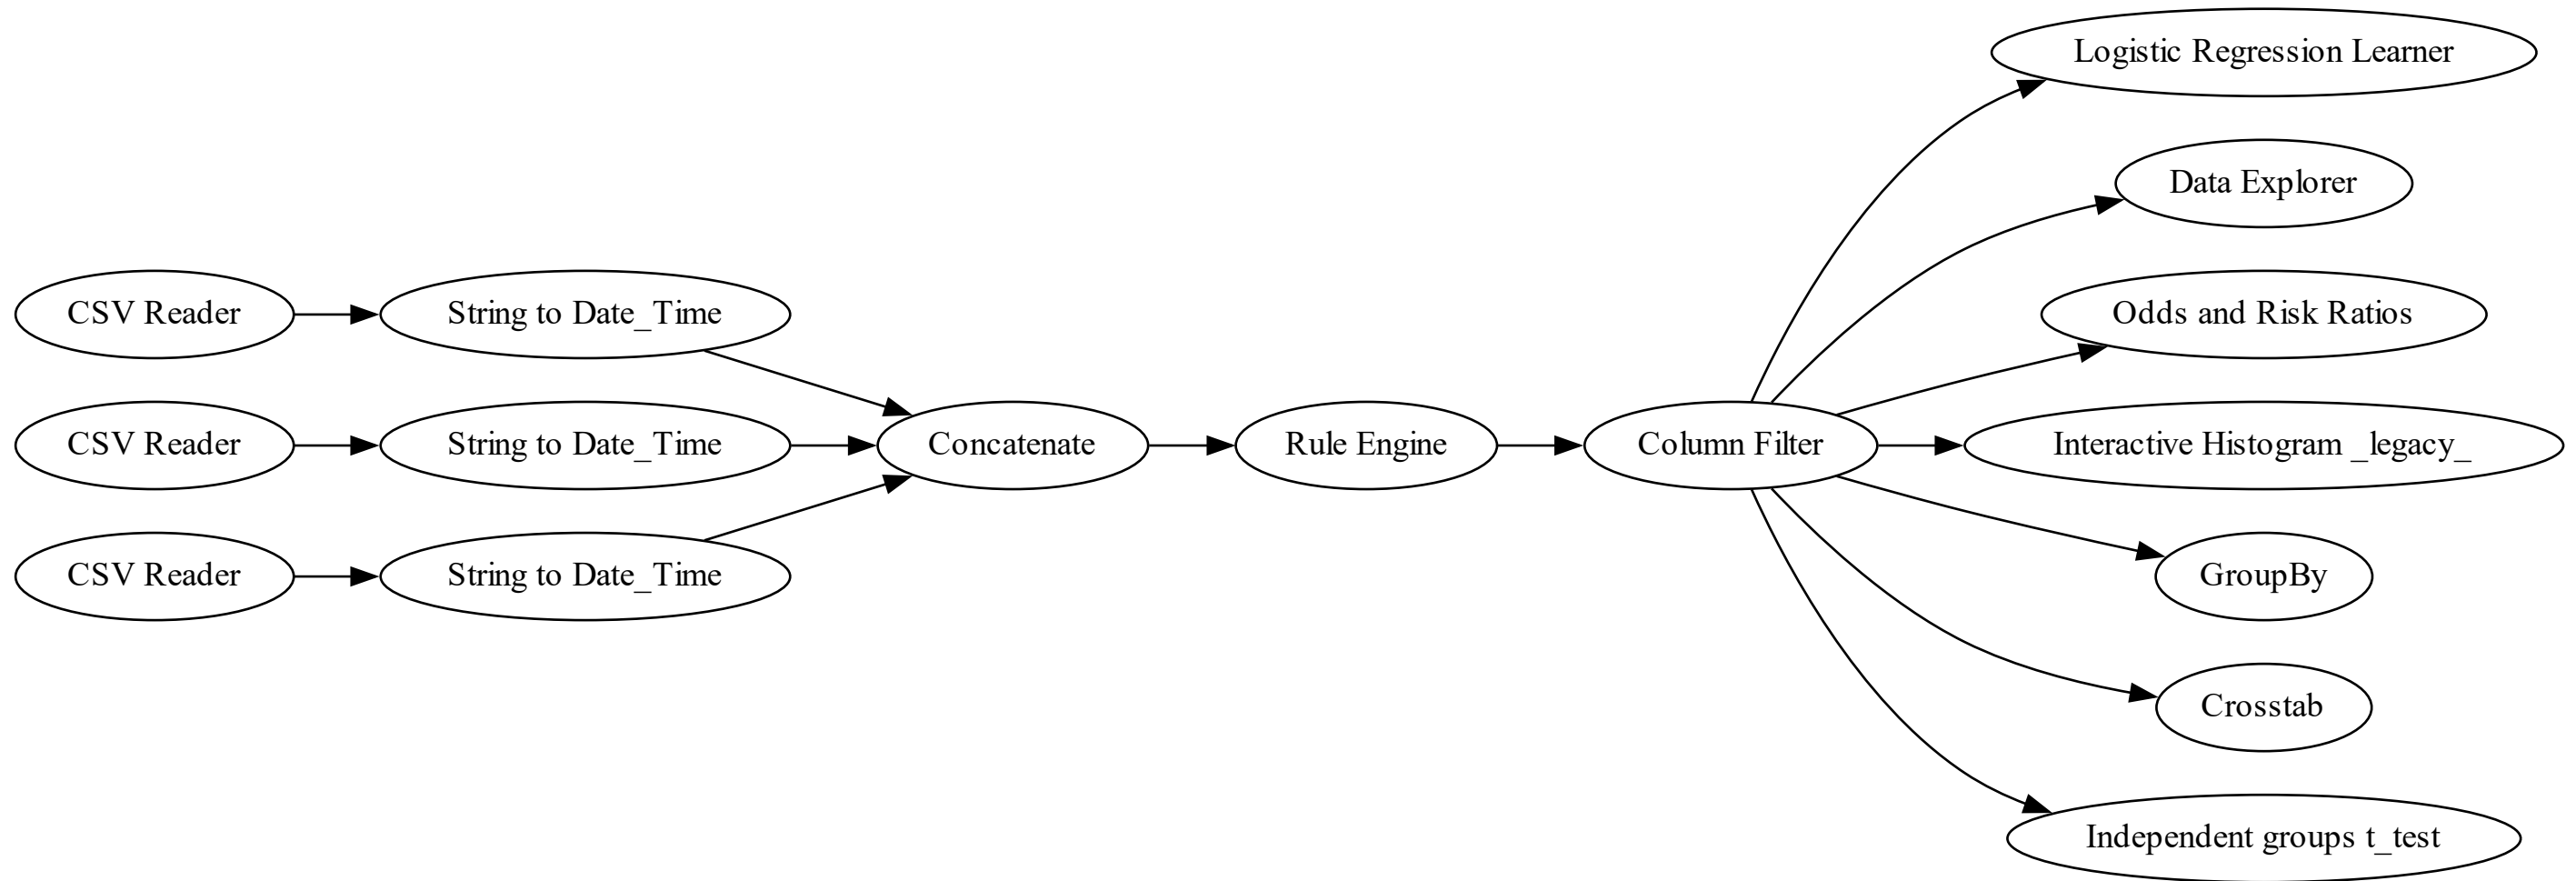 Logistic Regression Learner
Data Explorer
CSV Reader
String to Date_Time
Odds and Risk Ratios
CSV Reader
String to Date_Time
Concatenate
Rule Engine
Column Filter
Interactive Histogram _legacy_
CSV Reader
String to Date_Time
GroupBy
Crosstab
Independent groups t_test